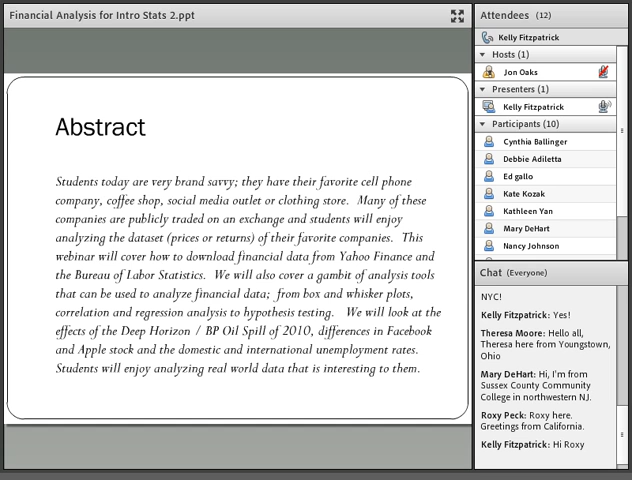 Financial Analysis for Intro Stats 2.ppt
Abstract
Students today are very brand savvy; they have their favorite cell phone
company, coffee shop, social media outlet or clothing store.  Many of these
companies are publicly traded on an exchange and students will enjoy
analyzing the dataset (prices or returns) of their favorite companies.  This
webinar will cover how to download financial data from Yahoo Finance and
the Bureau of Labor Statistics.  We will also cover a gambit of analysis tools
that can be used to analyze financial data;  from box and whisker plots,
correlation and regression analysis to hypothesis testing.   We will look at the
effects of the Deep Horizon / BP Oil Spill of 2010, differences in Facebook
and Apple stock and the domestic and international unemployment rates.
Students will enjoy analyzing real world data that is interesting to them.
Attendees (12)
Kelly Fitzpatrick
Hosts (1)
Jon Oaks
Presenters (1)
Kelly Fitzpatrick
Participants (10)
Cynthia Ballinger
Debbie Adiletta
Ed gallo
Kate Kozak
Kathleen Yan
Mary DeHart
Nancy Johnson
Chat (Everyone)
NYC!
Kelly Fitzpatrick: Yes!
Theresa Moore: Hello all,
Theresa here from Youngstown,
Ohio
Mary DeHart: Hi, I'm from
Sussex County Community
College in northwestern NJ.
Roxy Peck: Roxy here.
Greetings from California.
Kelly Fitzpatrick: Hi Roxy